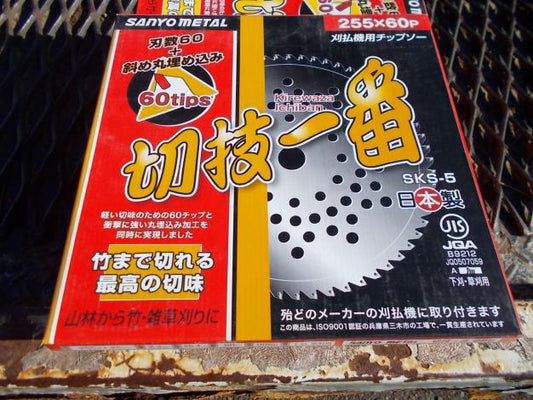 SANYO METAL
255×60P
刈払機用チップソー
刃数60
+
斜め丸埋め込み
60tips
Kirewaza
Ichiban
切技一番
SKS-5
日本製
JIS
JQA
B9212
JQ0507059
A
下刈・草刈用
軽い切味のための60チップと
衝撃に強い丸埋込み加工を
同時に実現しました
竹まで切れる
最高の切味
山林から竹・雑草刈りに
殆どのメーカーの刈払機に取り付きます
この商品は、ISO9001認証の兵庫県三木市の工場で、一貫生産されています